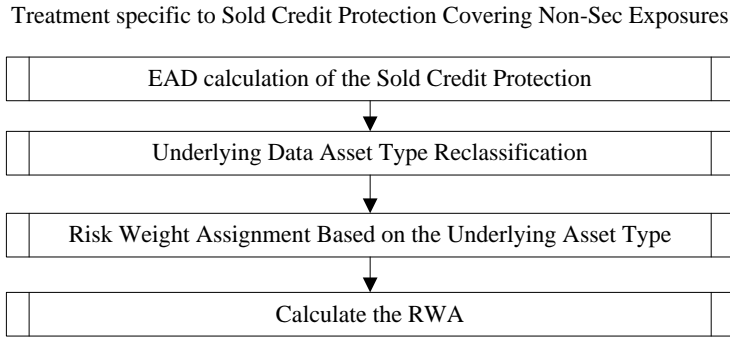 Treatment specific to Sold Credit Protection Covering Non-Sec Exposures
EAD calculation of the Sold Credit Protection
Underlying Data Asset Type Reclassification
Risk Weight Assignment Based on the Underlying Asset Type
Calculate the RWA